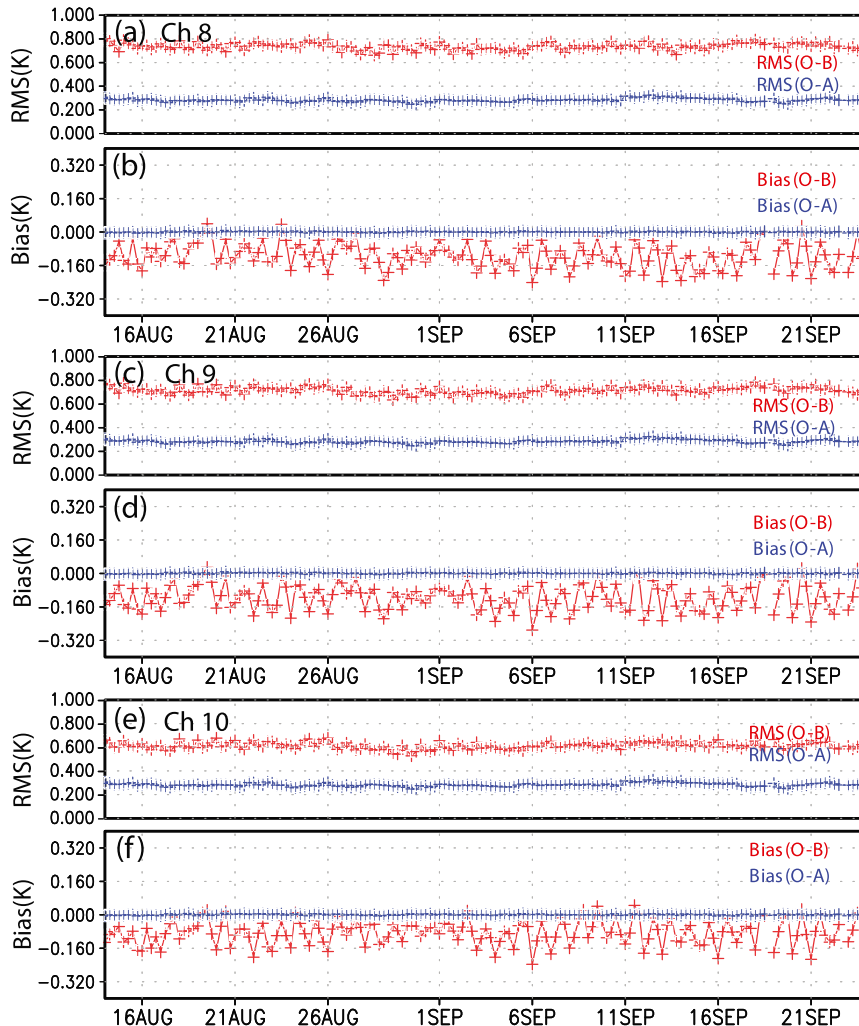 (a) Ch 8
1.000
0.800
0.600
0.400
0.200
0.000
RMS(K)
RMS(O-B)
RMS(O-A)
(b)
0.320
0.160
0.000
−0.160
−0.320
Bias(K)
Bias(O-B)
Bias(O-A)
16AUG 21AUG 26AUG 1SEP 6SEP 11SEP 16SEP 21SEP
(c) Ch 9
1.000
0.800
0.600
0.400
0.200
0.000
RMS(K)
RMS(O-B)
RMS(O-A)
(d)
0.320
0.160
0.000
−0.160
−0.320
Bias(K)
Bias(O-B)
Bias(O-A)
16AUG 21AUG 26AUG 1SEP 6SEP 11SEP 16SEP 21SEP
(e) Ch 10
1.000
0.800
0.600
0.400
0.200
0.000
RMS(K)
RMS(O-B)
RMS(O-A)
(f)
0.320
0.160
0.000
−0.160
−0.320
Bias(K)
Bias(O-B)
Bias(O-A)
16AUG 21AUG 26AUG 1SEP 6SEP 11SEP 16SEP 21SEP